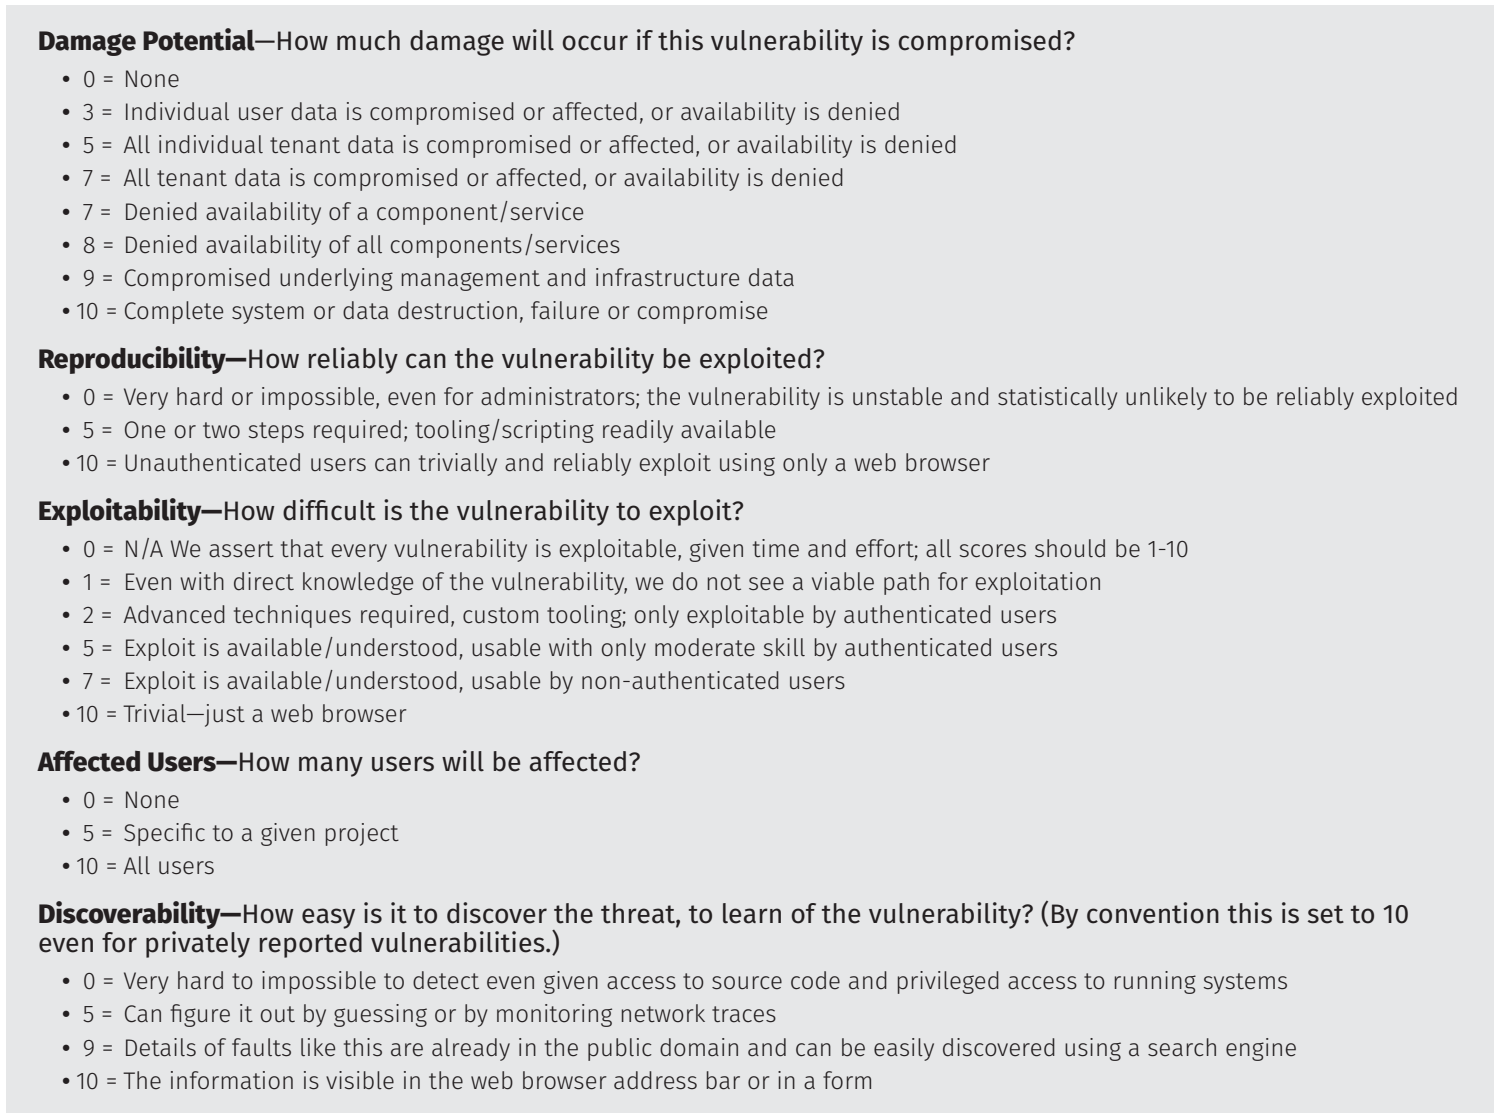 Damage Potential—How much damage will occur if this vulnerability is compromised?
• 0 = None
• 3 = Individual user data is compromised or affected, or availability is denied
• 5 = All individual tenant data is compromised or affected, or availability is denied
• 7 = All tenant data is compromised or affected, or availability is denied
• 7 = Denied availability of a component/service
• 8 = Denied availability of all components/services
• 9 = Compromised underlying management and infrastructure data
• 10 = Complete system or data destruction, failure or compromise
Reproducibility—How reliably can the vulnerability be exploited?
• 0 = Very hard or impossible, even for administrators; the vulnerability is unstable and statistically unlikely to be reliably exploited
• 5 = One or two steps required; tooling/scripting readily available
• 10 = Unauthenticated users can trivially and reliably exploit using only a web browser
Exploitability—How difficult is the vulnerability to exploit?
• 0 = N/A We assert that every vulnerability is exploitable, given time and effort; all scores should be 1-10
• 1 = Even with direct knowledge of the vulnerability, we do not see a viable path for exploitation
• 2 = Advanced techniques required, custom tooling; only exploitable by authenticated users
• 5 = Exploit is available/understood, usable with only moderate skill by authenticated users
• 7 = Exploit is available/understood, usable by non-authenticated users
• 10 = Trivial—just a web browser
Affected Users—How many users will be affected?
• 0 = None
• 5 = Specific to a given project
• 10 = All users
Discoverability—How easy is it to discover the threat, to learn of the vulnerability? (By convention this is set to 10
even for privately reported vulnerabilities.)
• 0 = Very hard to impossible to detect even given access to source code and privileged access to running systems
• 5 = Can figure it out by guessing or by monitoring network traces
• 9 = Details of faults like this are already in the public domain and can be easily discovered using a search engine
• 10 = The information is visible in the web browser address bar or in a form